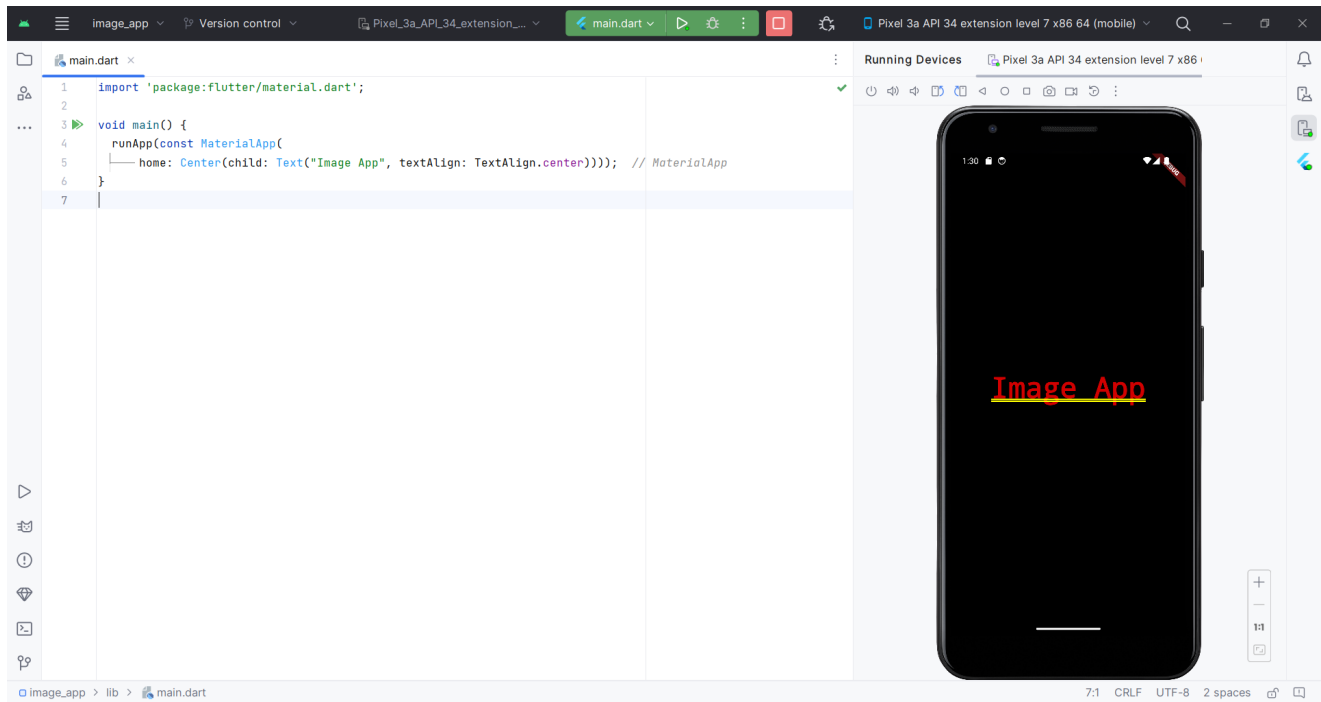 image_app Version control Pixel_3a_API_34_extension_... main.dart Pixel 3a API 34 extension level 7 x86 64 (mobile)
main.dart
Running Devices Pixel 3a API 34 extension level 7 x86
1 import 'package:flutter/material.dart';
2
3 void main() {
4 runApp(const MaterialApp(
5 home: Center(child: Text("Image App", textAlign: TextAlign.center)))); // MaterialApp
6 }
7
1:30
DEBUG
Image App
1:1
image_app > lib > main.dart
7:1 CRLF UTF-8 2 spaces